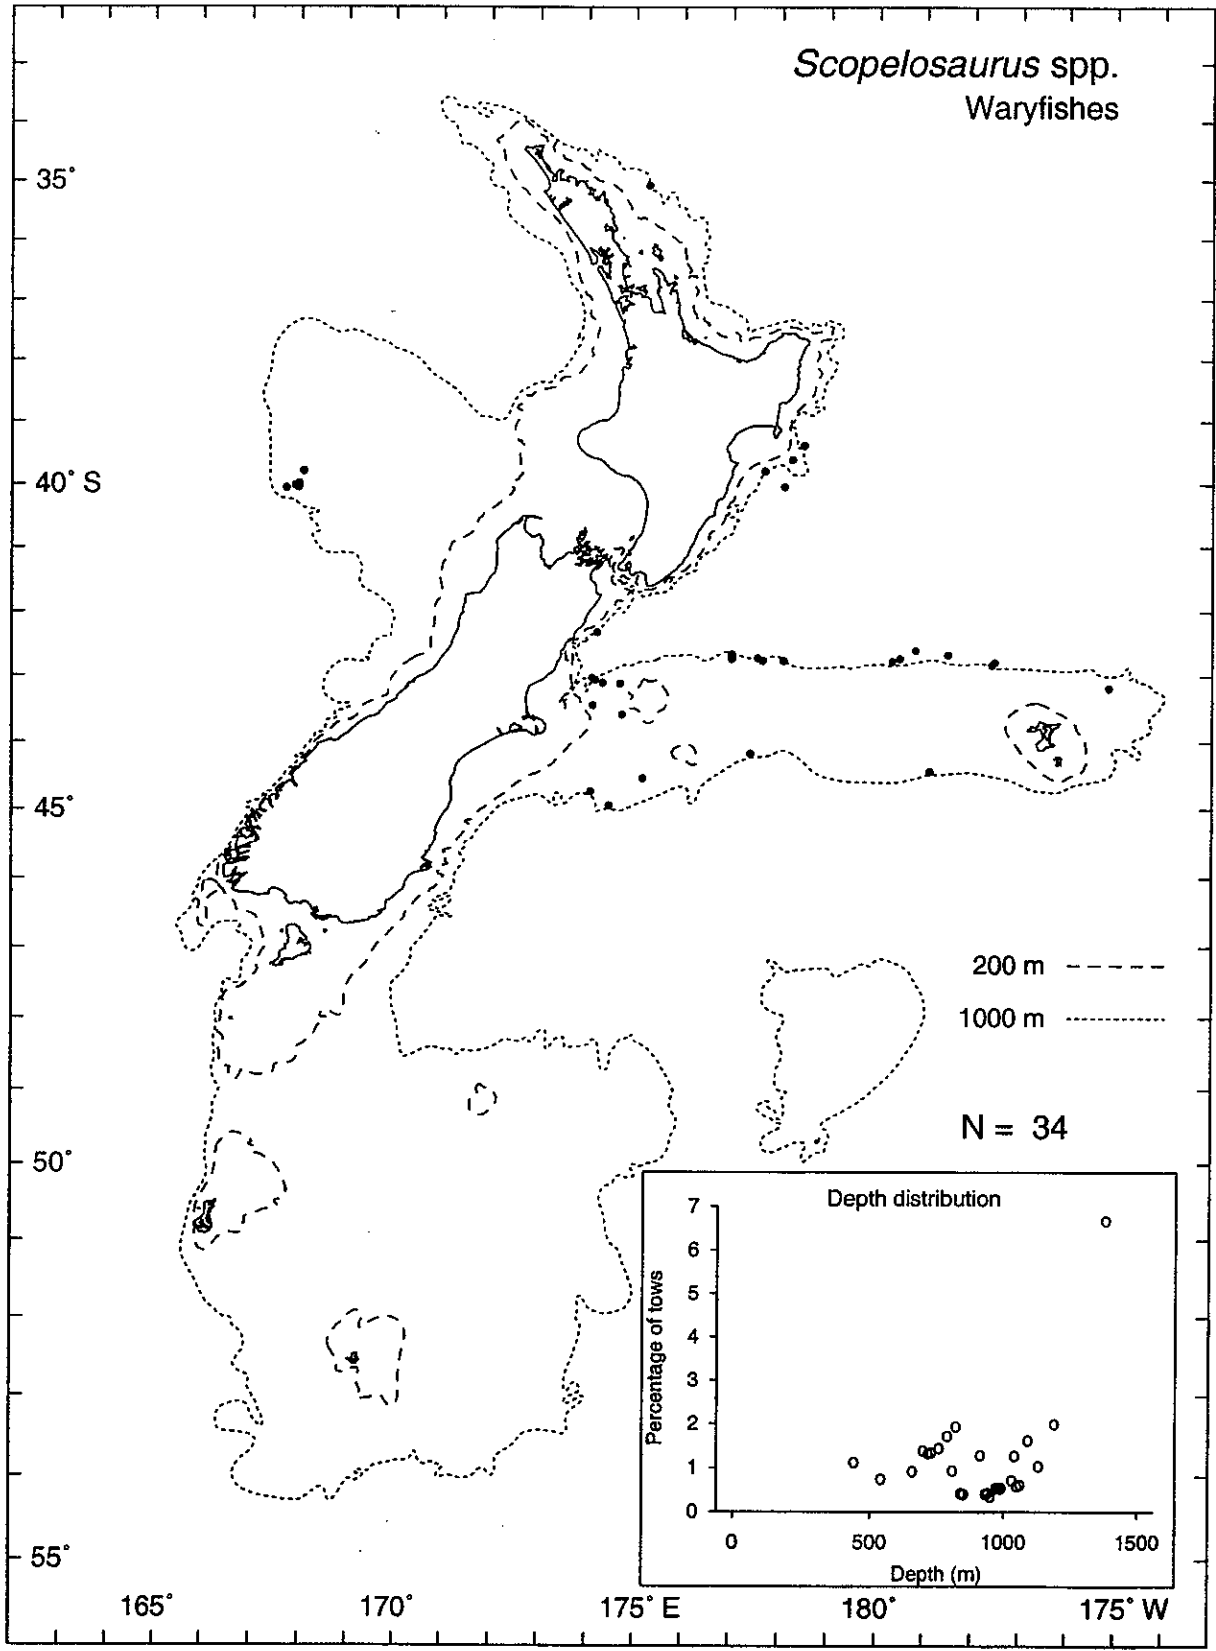 Scopelosaurus spp.
Waryfishes
35°
40° S
45°
50°
55°
200 m
1000 m
N = 34
Depth distribution
Percentage of tows
7
6
5
4
3
2
1
0
0 500 1000 1500
Depth (m)
165° 170° 175° E 180° 175° W